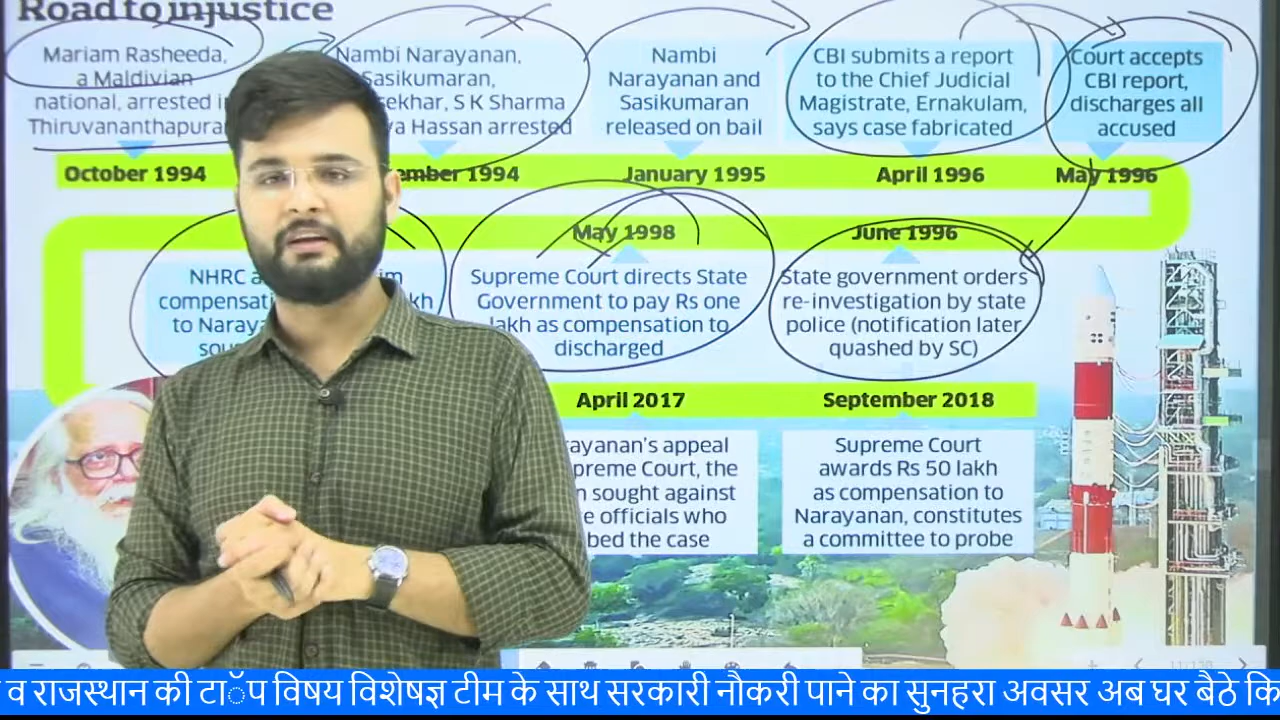 Road to injustice
Mariam Rasheeda,
a Maldivian
national, arrested
Thiruvananthapura
October 1994
Nambi Narayanan,
Sasikumaran,
sekhar, S K Sharma
Hassan arrested
ember 1994
Nambi
Narayanan and
Sasikumaran
released on bail
January 1995
CBI submits a report
to the Chief Judicial
Magistrate, Ernakulam,
says case fabricated
April 1996
Court accepts
CBI report,
discharges all
accused
May 1996
June 1996
State government orders
re-investigation by state
police (notification later
quashed by SC)
May 1998
Supreme Court directs State
Government to pay Rs one
lakh as compensation to
discharged
NHRC
compensati
to Naraya
April 2017
rayanan's appeal
preme Court, the
n sought against
e officials who
bed the case
September 2018
Supreme Court
awards Rs 50 lakh
as compensation to
Narayanan, constitutes
a committee to probe
व राजस्थान की टाॅप विषय विशेषज्ञ टीम के साथ सरकारी नौकरी पाने का सुनहरा अवसर अब घर बैठे कि